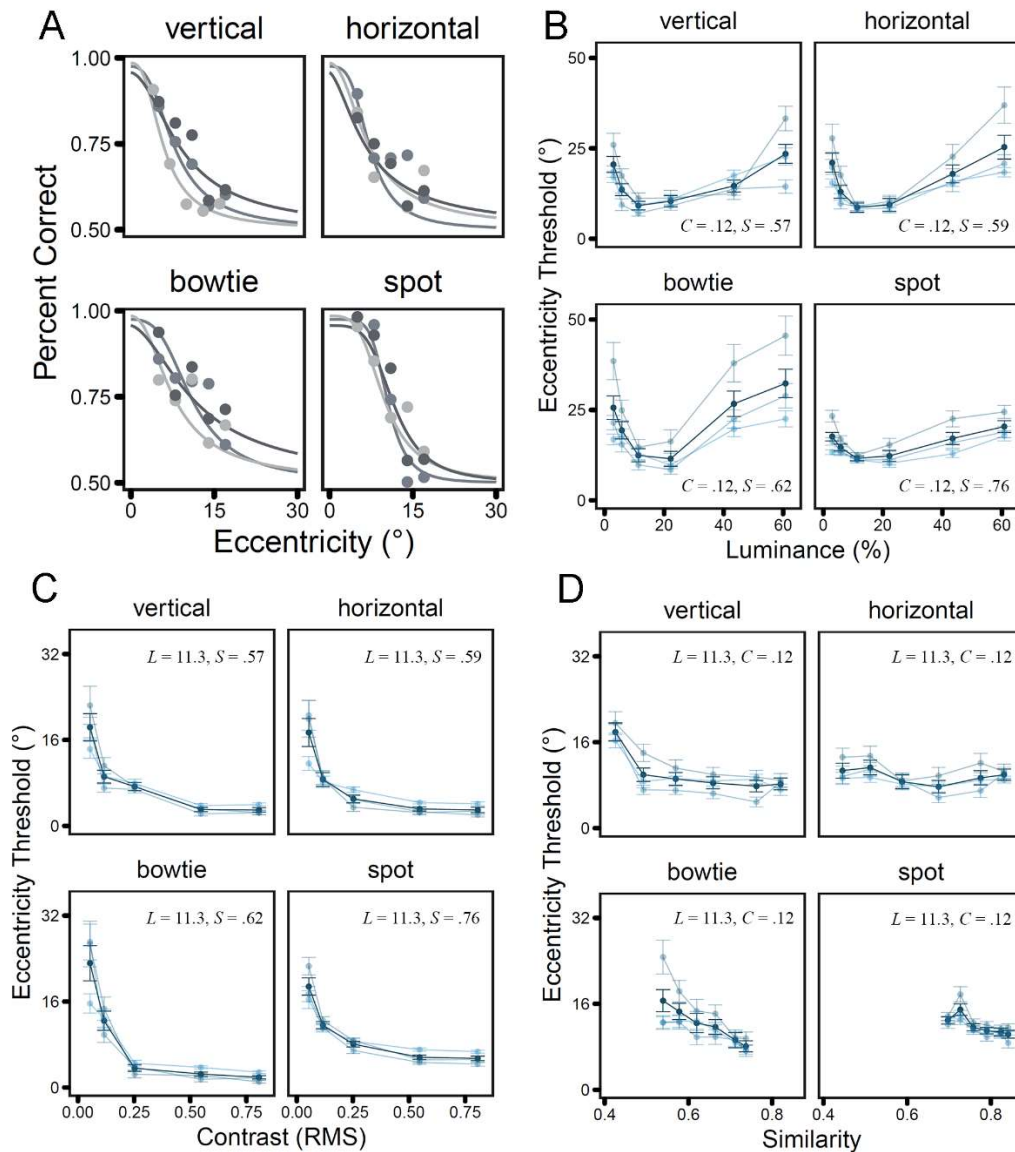 A
vertical
horizontal
1.00
0.75
0.50
bowtie
spot
1.00
0.75
0.50
0
15
30
0
15
30
Percent Correct
Eccentricity (°)
B
vertical
horizontal
50
25
0
C = .12, S = .57
C = .12, S = .59
bowtie
spot
50
25
0
C = .12, S = .62
C = .12, S = .76
0
10
20
30
40
50
60
0
10
20
30
40
50
60
Eccentricity Threshold (°)
Luminance (%)
C
vertical
horizontal
32
16
0
L = 11.3, S = .57
L = 11.3, S = .59
bowtie
spot
32
16
0
L = 11.3, S = .62
L = 11.3, S = .76
0.00
0.25
0.50
0.75
0.00
0.25
0.50
0.75
Eccentricity Threshold (°)
Contrast (RMS)
D
vertical
horizontal
32
16
0
L = 11.3, C = .12
L = 11.3, C = .12
bowtie
spot
32
16
0
L = 11.3, C = .12
L = 11.3, C = .12
0.4
0.6
0.8
0.4
0.6
0.8
Eccentricity Threshold (°)
Similarity